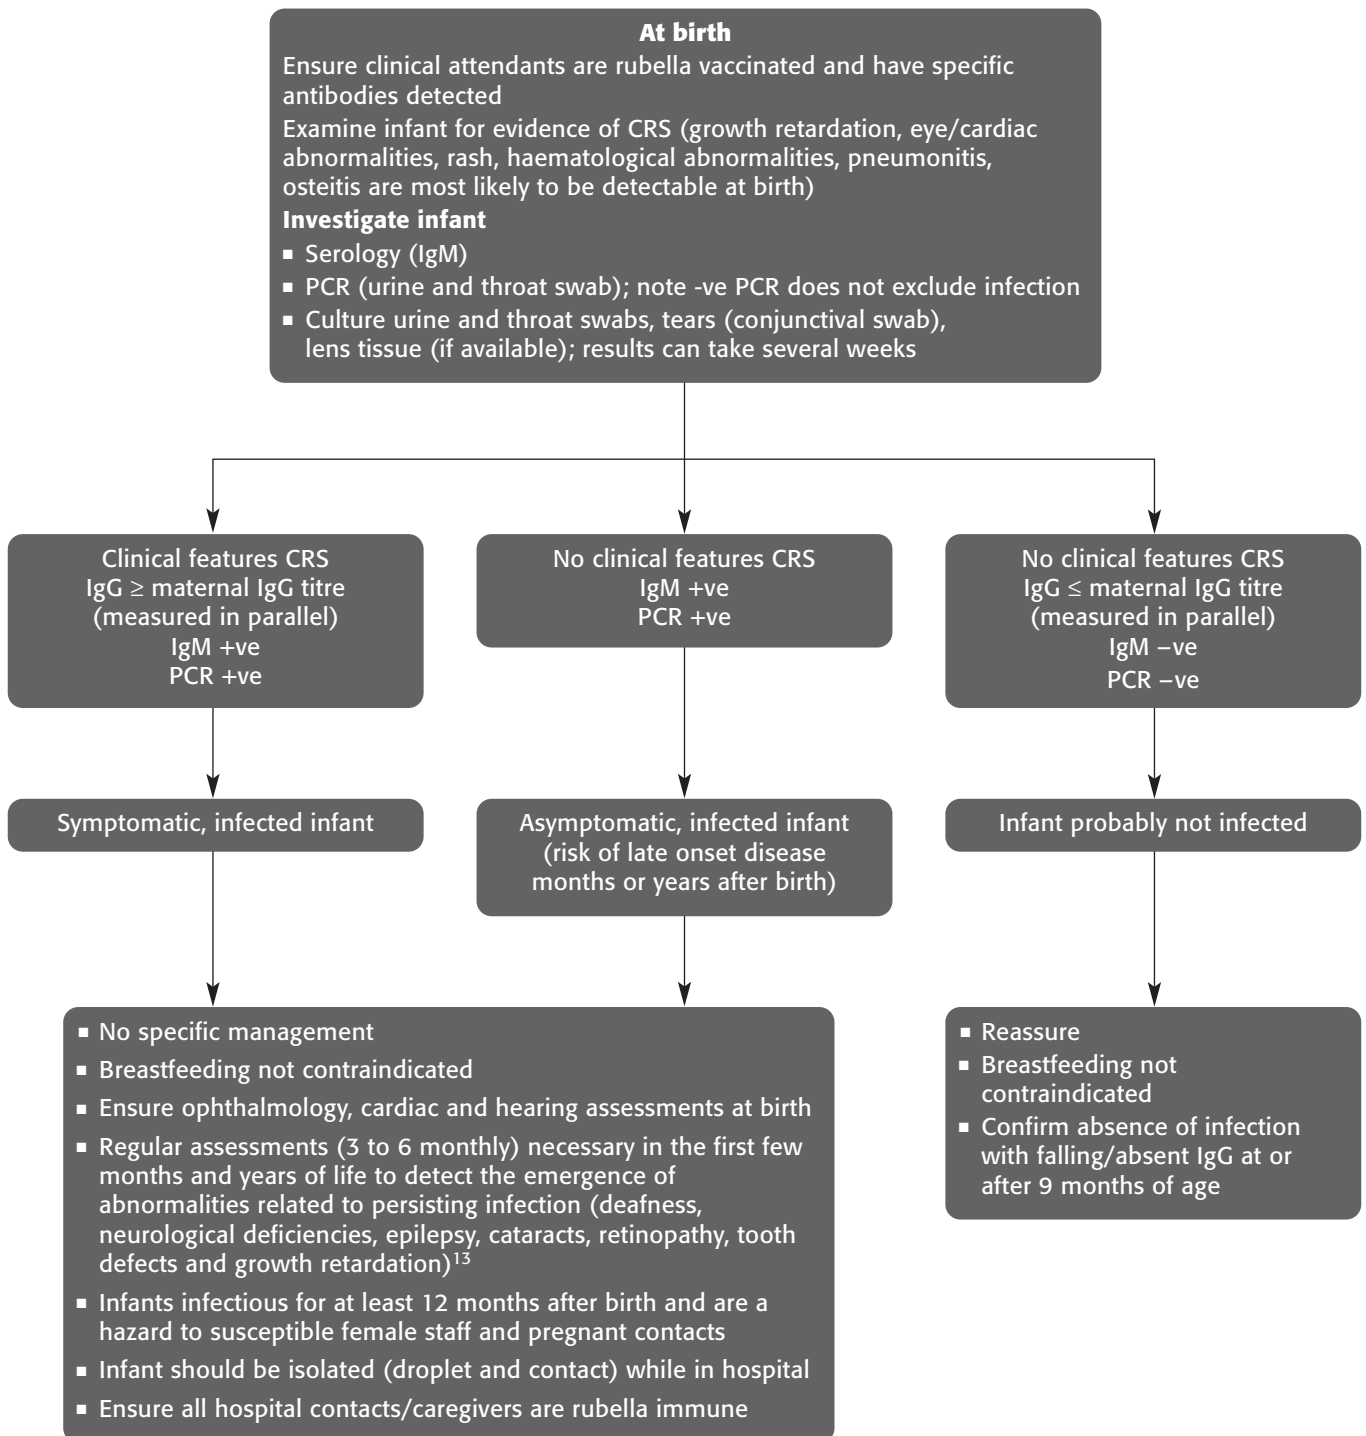 At birth
Ensure clinical attendants are rubella vaccinated and have specific
antibodies detected
Examine infant for evidence of CRS (growth retardation, eye/cardiac
abnormalities, rash, haematological abnormalities, pneumonitis,
osteitis are most likely to be detectable at birth)
Investigate infant
▪ Serology (IgM)
▪ PCR (urine and throat swab); note -ve PCR does not exclude infection
▪ Culture urine and throat swabs, tears (conjunctival swab),
lens tissue (if available); results can take several weeks
Clinical features CRS
IgG ≥ maternal IgG titre
(measured in parallel)
IgM +ve
PCR +ve
No clinical features CRS
IgM +ve
PCR +ve
No clinical features CRS
IgG ≤ maternal IgG titre
(measured in parallel)
IgM –ve
PCR –ve
Symptomatic, infected infant
Asymptomatic, infected infant
(risk of late onset disease
months or years after birth)
Infant probably not infected
▪ No specific management
▪ Breastfeeding not contraindicated
▪ Ensure ophthalmology, cardiac and hearing assessments at birth
▪ Regular assessments (3 to 6 monthly) necessary in the first few
months and years of life to detect the emergence of
abnormalities related to persisting infection (deafness,
neurological deficiencies, epilepsy, cataracts, retinopathy, tooth
defects and growth retardation)¹³
▪ Infants infectious for at least 12 months after birth and are a
hazard to susceptible female staff and pregnant contacts
▪ Infant should be isolated (droplet and contact) while in hospital
▪ Ensure all hospital contacts/caregivers are rubella immune
▪ Reassure
▪ Breastfeeding not
contraindicated
▪ Confirm absence of infection
with falling/absent IgG at or
after 9 months of age